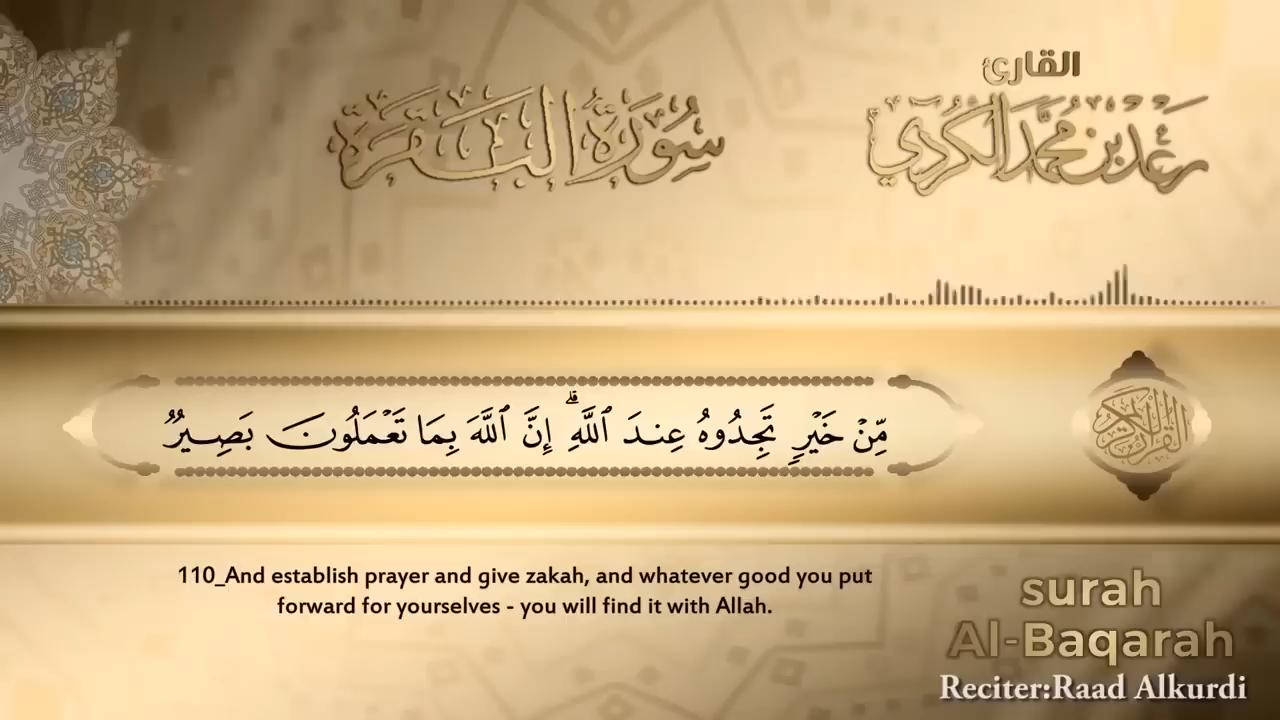 القارئ
رعد بن محمد الكردي
سُورَةُ البَقَرَة
مِّنْ خَيْرٍ تَجِدُوهُ عِندَ ٱللَّهِ ۗ إِنَّ ٱللَّهَ بِمَا تَعْمَلُونَ بَصِيرٌ
القرآن الكريم
110_And establish prayer and give zakah, and whatever good you put
forward for yourselves - you will find it with Allah.
surah
Al-Baqarah
Reciter:Raad Alkurdi